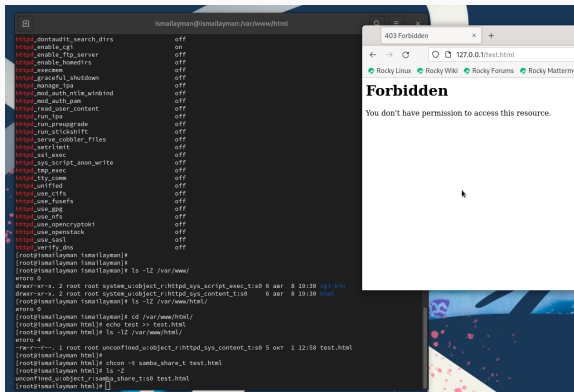 ismailayman@ismailayman:/var/www/html
httpd_dontaudit_search_dirs off
httpd_enable_cgi on
httpd_enable_ftp_server off
httpd_enable_homedirs off
httpd_execmem off
httpd_graceful_shutdown off
httpd_manage_ipa off
httpd_mod_auth_ntlm_winbind off
httpd_mod_auth_pam off
httpd_read_user_content off
httpd_run_ipa off
httpd_run_preupgrade off
httpd_run_stickshift off
httpd_serve_cobbler_files off
httpd_setrlimit off
httpd_ssi_exec off
httpd_sys_script_anon_write off
httpd_tmp_exec off
httpd_tty_comm off
httpd_unified off
httpd_use_cifs off
httpd_use_fusefs off
httpd_use_gpg off
httpd_use_nfs off
httpd_use_opencryptoki off
httpd_use_openstack off
httpd_use_sasl off
httpd_verify_dns off
[root@ismailayman ismailayman]#
[root@ismailayman ismailayman]#
[root@ismailayman ismailayman]# ls -lZ /var/www/
итого 0
drwxr-xr-x. 2 root root system_u:object_r:httpd_sys_script_exec_t:s0 6 авг 8 19:30 cgi-bin
drwxr-xr-x. 2 root root system_u:object_r:httpd_sys_content_t:s0 6 авг 8 19:30 html
[root@ismailayman ismailayman]# ls -lZ /var/www/html/
итого 0
[root@ismailayman ismailayman]# cd /var/www/html/
[root@ismailayman html]# echo test >> test.html
[root@ismailayman html]# ls -lZ /var/www/html/
итого 4
-rw-r--r--. 1 root root unconfined_u:object_r:httpd_sys_content_t:s0 5 окт 1 12:58 test.html
[root@ismailayman html]#
[root@ismailayman html]# chcon -t samba_share_t test.html
[root@ismailayman html]# ls -Z
unconfined_u:object_r:samba_share_t:s0 test.html
[root@ismailayman html]#
403 Forbidden
127.0.0.1/test.html
Rocky Linux Rocky Wiki Rocky Forums Rocky Matterm
Forbidden
You don't have permission to access this resource.